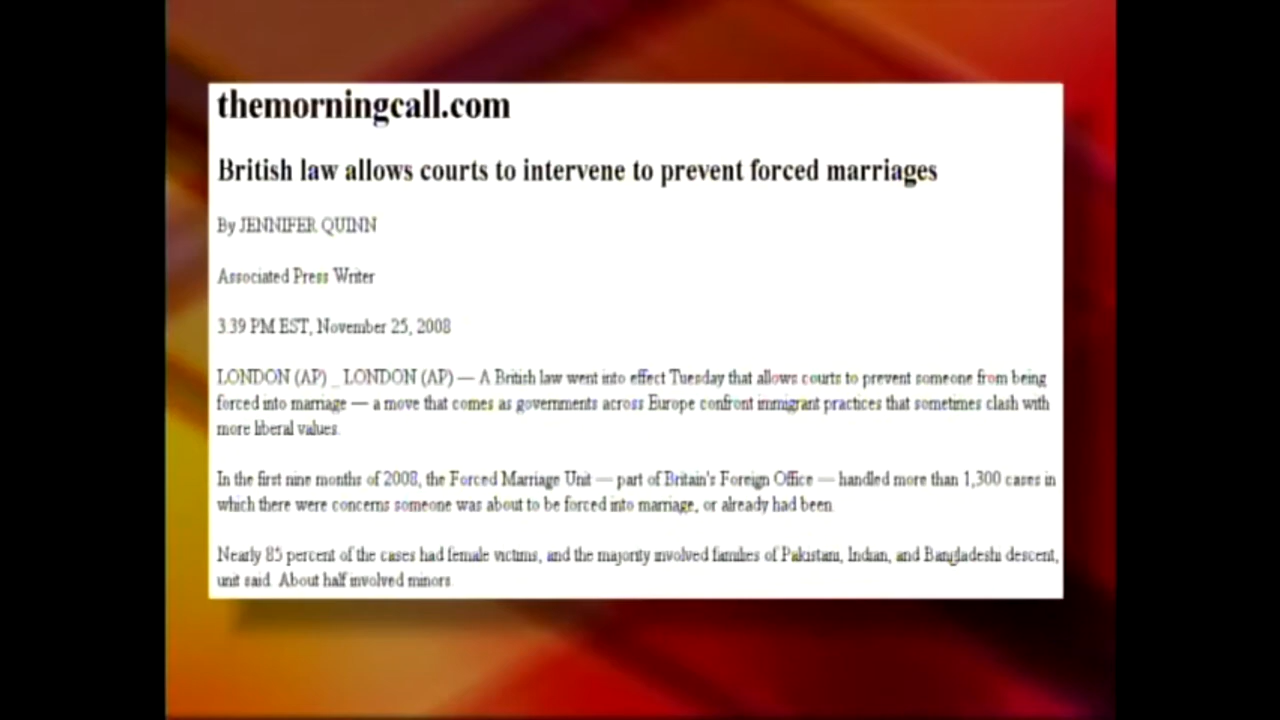 themorningcall.com
British law allows courts to intervene to prevent forced marriages
By JENNIFER QUINN
Associated Press Writer
3:39 PM EST, November 25, 2008
LONDON (AP) _ LONDON (AP) — A British law went into effect Tuesday that allows courts to prevent someone from being
forced into marriage — a move that comes as governments across Europe confront immigrant practices that sometimes clash with
more liberal values.
In the first nine months of 2008, the Forced Marriage Unit — part of Britain's Foreign Office — handled more than 1,300 cases in
which there were concerns someone was about to be forced into marriage, or already had been.
Nearly 85 percent of the cases had female victims, and the majority involved families of Pakistani, Indian, and Bangladeshi descent,
unit said. About half involved minors.